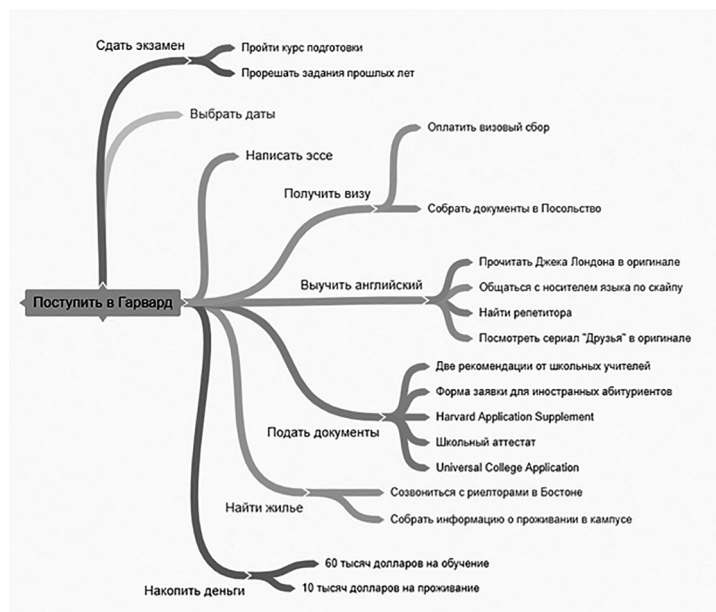 Сдать экзамен
Пройти курс подготовки
Прорешать задания прошлых лет
Выбрать даты
Написать эссе
Получить визу
Оплатить визовый сбор
Собрать документы в Посольство
Поступить в Гарвард
Выучить английский
Прочитать Джека Лондона в оригинале
Общаться с носителем языка по скайпу
Найти репетитора
Посмотреть сериал "Друзья" в оригинале
Подать документы
Две рекомендации от школьных учителей
Форма заявки для иностранных абитуриентов
Harvard Application Supplement
Школьный аттестат
Universal College Application
Найти жилье
Созвониться с риелторами в Бостоне
Собрать информацию о проживании в кампусе
Накопить деньги
60 тысяч долларов на обучение
10 тысяч долларов на проживание